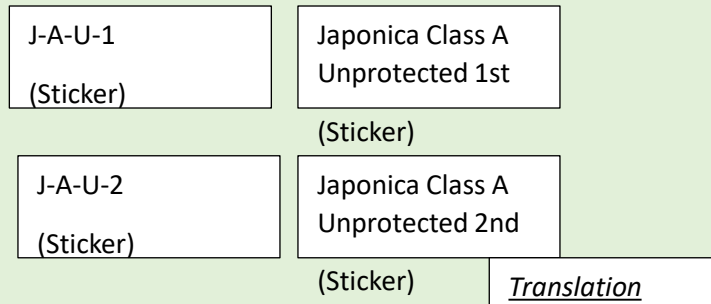 J-A-U-1
(Sticker)
Japonica Class A
Unprotected 1st
(Sticker)
J-A-U-2
(Sticker)
Japonica Class A
Unprotected 2nd
(Sticker)
Translation